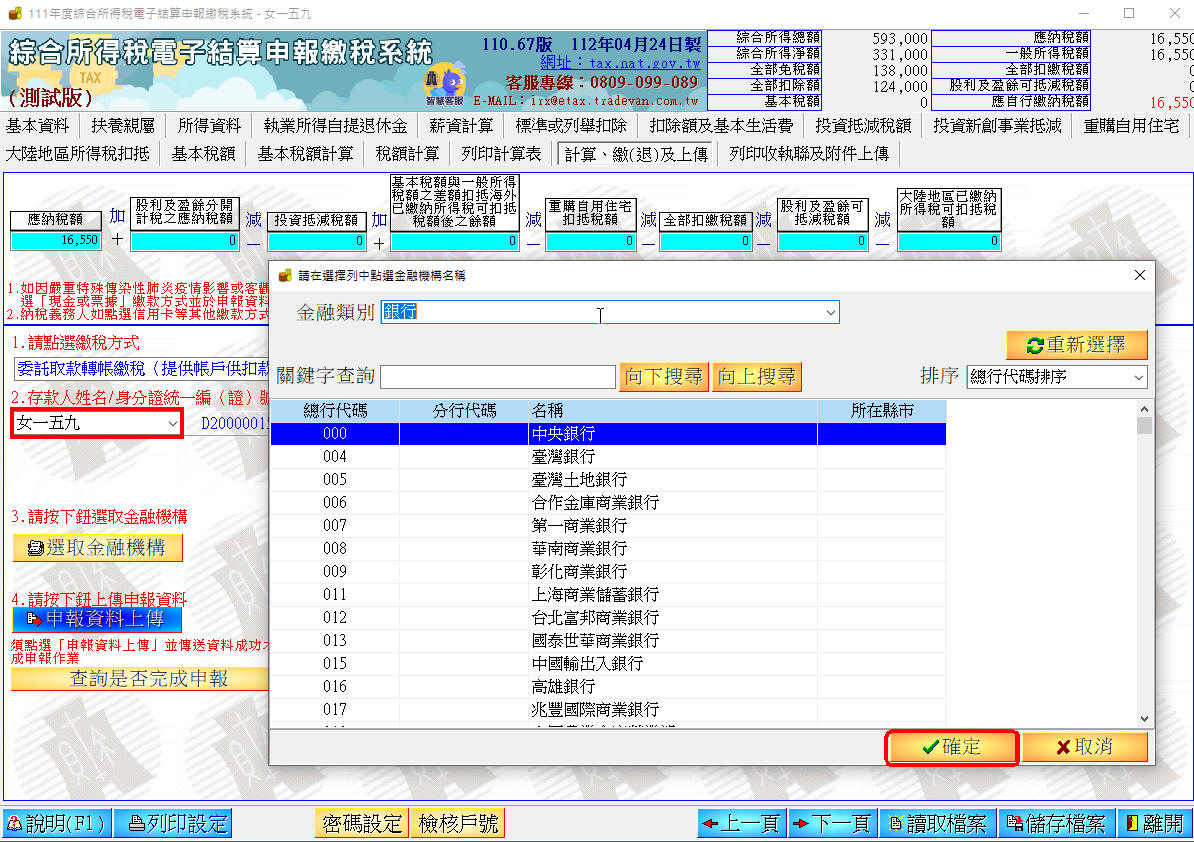 111年度綜合所得稅電子結算申報繳稅系統 - 女一五九
綜合所得稅電子結算申報繳稅系統
(測試版)
TAX
智慧客服
110.67版 112年04月24日製
網址：tax.nat.gov.tw
客服專線：0809-099-089
E-MAIL：irx@etax.tradevan.com.tw
綜合所得總額 593,000 應納稅額 16,550
綜合所得淨額 331,000 一般所得稅額 16,550
全部免稅額 138,000 全部扣繳稅額 0
全部扣除額 124,000 股利及盈餘可抵減稅額 0
基本稅額 0 應自行繳納稅額 16,550
基本資料 扶養親屬 所得資料 執業所得自提退休金 薪資計算 標準或列舉扣除 扣除額及基本生活費 投資抵減稅額 投資新創事業抵減 重購自用住宅
大陸地區所得稅扣抵 基本稅額 基本稅額計算 稅額計算 列印計算表 計算、繳(退)及上傳 列印收執聯及附件上傳
應納稅額
16,550
加
＋
股利及盈餘分開
計稅之應納稅額
0
減
－
投資抵減稅額
0
加
＋
基本稅額與一般所得
稅額之差額扣抵海外
已繳納所得稅可扣抵
稅額後之餘額
0
減
－
重購自用住宅
扣抵稅額
0
減
－
全部扣繳稅額
0
減
－
股利及盈餘可
抵減稅額
0
減
－
大陸地區已繳納
所得稅可扣抵稅
額
0
1.如因嚴重特殊傳染性肺炎疫情影響或客觀
選「現金或票據」繳款方式並於申報資料
2.納稅義務人如點選信用卡等其他繳款方式
1.請點選繳稅方式
委託取款轉帳繳稅（提供帳戶供扣款
2.存款人姓名/身分證統一編（證）號
女一五九 D2000001
3.請按下鈕選取金融機構
選取金融機構
4.請按下鈕上傳申報資料
申報資料上傳
須點選「申報資料上傳」並傳送資料成功才
成申報作業
查詢是否完成申報
請在選擇列中點選金融機構名稱
金融類別 銀行
重新選擇
關鍵字查詢 向下搜尋 向上搜尋 排序 總行代碼排序
總行代碼 分行代碼 名稱 所在縣市
000 中央銀行
004 臺灣銀行
005 臺灣土地銀行
006 合作金庫商業銀行
007 第一商業銀行
008 華南商業銀行
009 彰化商業銀行
011 上海商業儲蓄銀行
012 台北富邦商業銀行
013 國泰世華商業銀行
015 中國輸出入銀行
016 高雄銀行
017 兆豐國際商業銀行
確定 取消
說明(F1) 列印設定 密碼設定 檢核戶號 上一頁 下一頁 讀取檔案 儲存檔案 離開